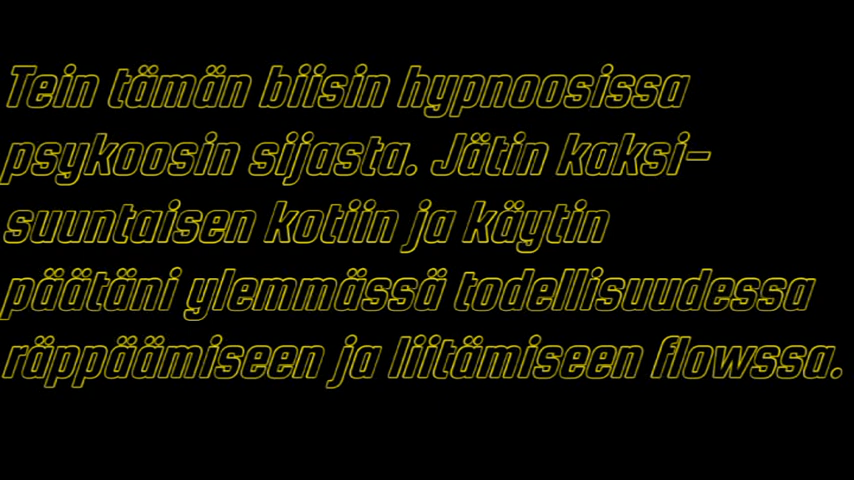 Tein tämän biisin hypnoosissa
psykoosin sijasta. Jätin kaksi-
suuntaisen kotiin ja käytin
päätäni ylemmässä todellisuudessa
räppäämiseen ja liitämiseen flowssa.